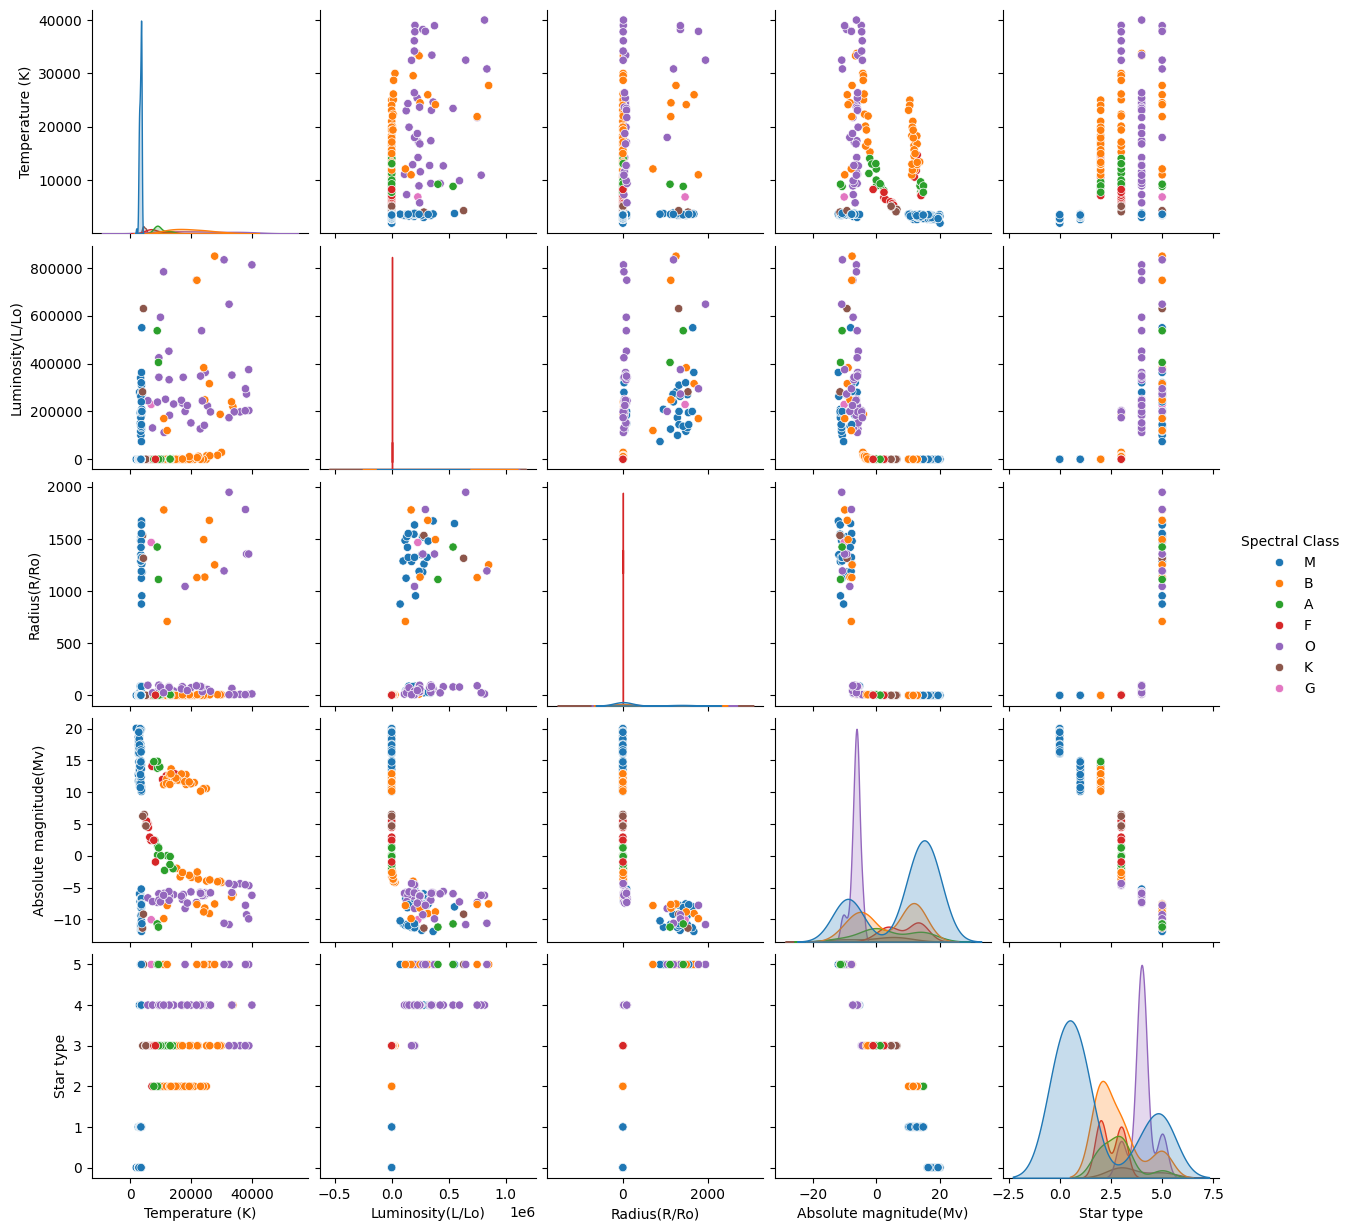 40000
30000
20000
10000
Temperature (K)
800000
600000
400000
200000
0
Luminosity(L/Lo)
2000
1500
1000
500
0
Radius(R/Ro)
20
15
10
5
0
−5
−10
Absolute magnitude(Mv)
5
4
3
2
1
0
Star type
0 20000 40000
Temperature (K)
−0.5 0.0 0.5 1.0
1e6
Luminosity(L/Lo)
0 2000
Radius(R/Ro)
−20 0 20
Absolute magnitude(Mv)
−2.5 0.0 2.5 5.0 7.5
Star type
Spectral Class
M
B
A
F
O
K
G